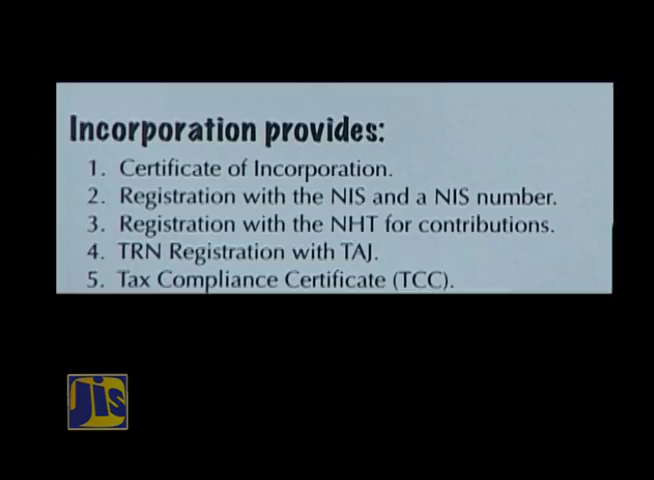 Incorporation provides:
1. Certificate of Incorporation.
2. Registration with the NIS and a NIS number.
3. Registration with the NHT for contributions.
4. TRN Registration with TAJ.
5. Tax Compliance Certificate (TCC).
JIS